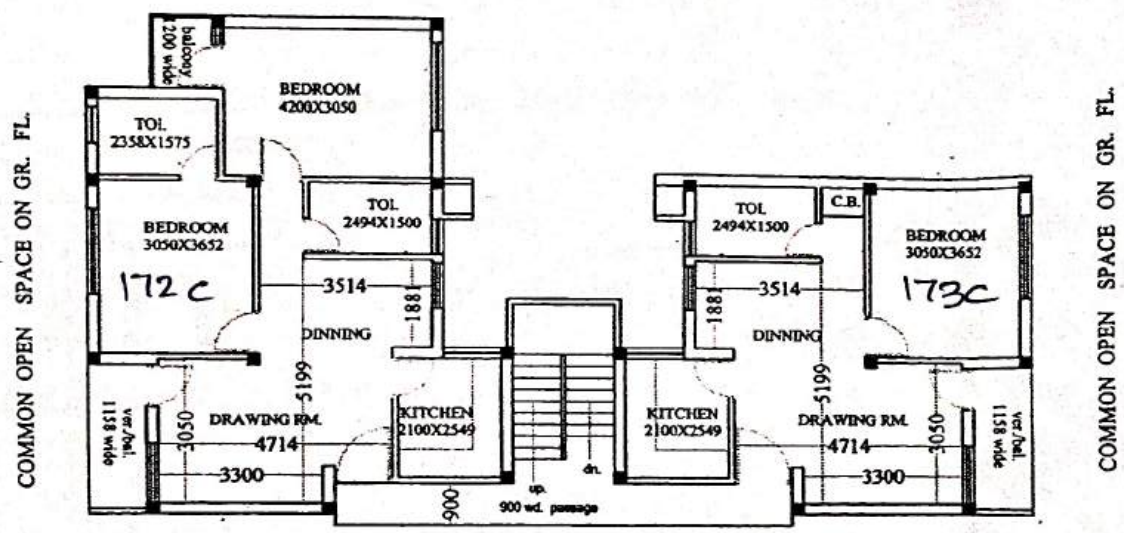 COMMON OPEN SPACE ON GR. FL.
balcony
1200 wide
BEDROOM
4200X3050
TOI.
2358X1575
BEDROOM
3050X3652
172 C
TOI.
2494X1500
3514
1881
DINNING
5199
DRAWING RM.
4714
3300
3050
ver./bal.
1158 wide
KITCHEN
2100X2549
up.
dn.
900
900 wd. passage
KITCHEN
2100X2549
TOI.
2494X1500
C.B.
BEDROOM
3050X3652
173C
3514
1881
DINNING
5199
DRAWING RM.
4714
3300
3050
ver./bal.
1158 wide
COMMON OPEN SPACE ON GR. FL.